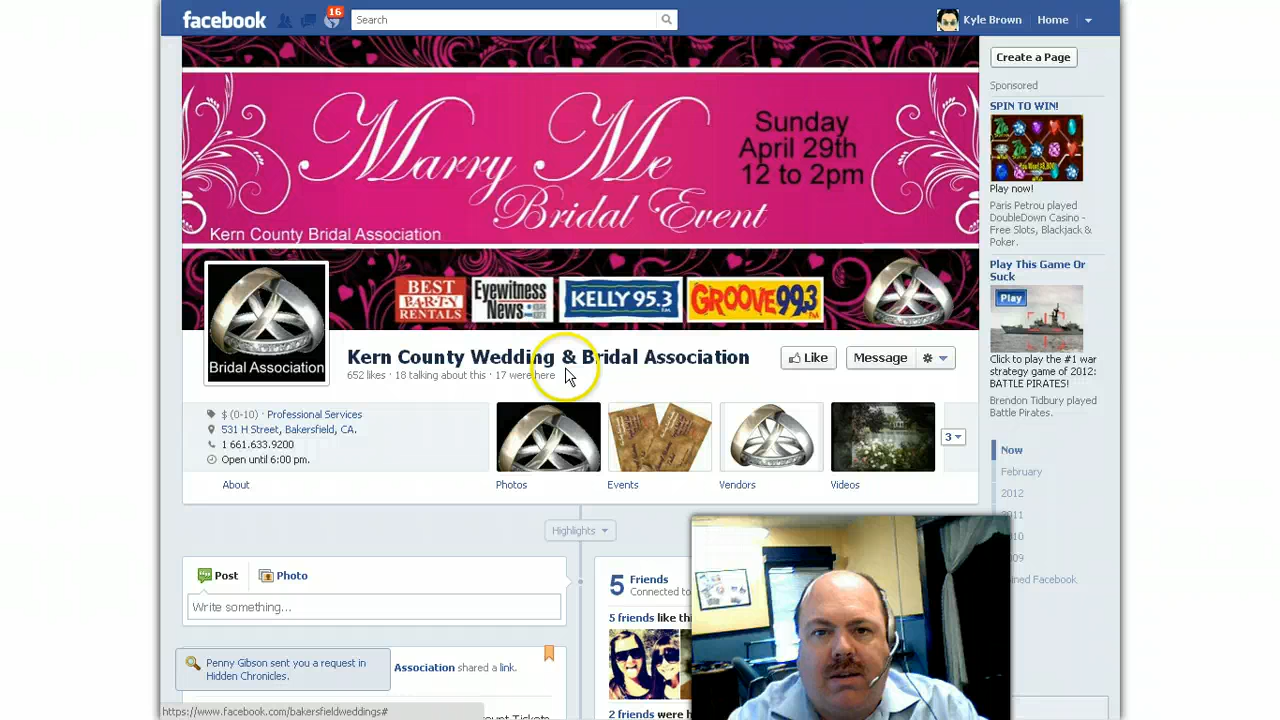 facebook
16
Search
Kyle Brown
Home
Marry Me
Bridal Event
Sunday
April 29th
12 to 2pm
Kern County Bridal Association
BEST
PARTY
RENTALS
Eyewitness
News
KELLY 95.3
GROOVE 99.3
FM
Bridal Association
Kern County Wedding & Bridal Association
652 likes · 18 talking about this · 17 were here
Like
Message
$ (0-10) · Professional Services
531 H Street, Bakersfield, CA.
1 661.633.9200
Open until 6:00 pm.
About
Photos
Events
Vendors
Videos
3
Highlights
Post
Photo
Write something...
5 Friends
Connected to
5 friends like
2 friends were
Penny Gibson sent you a request in
Hidden Chronicles.
Association shared a link.
https://www.facebook.com/bakersfieldweddings#
Create a Page
Sponsored
SPIN TO WIN!
Play now!
Paris Petrou played
DoubleDown Casino -
Free Slots, Blackjack &
Poker.
Play This Game Or
Suck
Play
Click to play the #1 war
strategy game of 2012:
BATTLE PIRATES!
Brendon Tidbury played
Battle Pirates.
Now
February
2012
Facebook